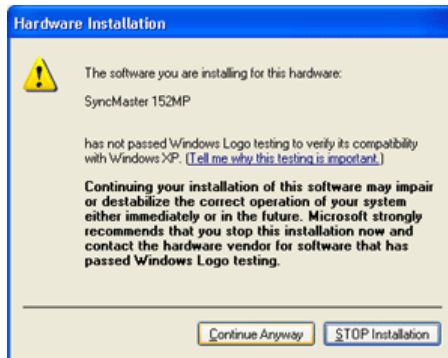 Hardware Installation
The software you are installing for this hardware:
SyncMaster 152MP
has not passed Windows Logo testing to verify its compatibility
with Windows XP. (Tell me why this testing is important.)
Continuing your installation of this software may impair
or destabilize the correct operation of your system
either immediately or in the future. Microsoft strongly
recommends that you stop this installation now and
contact the hardware vendor for software that has
passed Windows Logo testing.
Continue Anyway STOP Installation